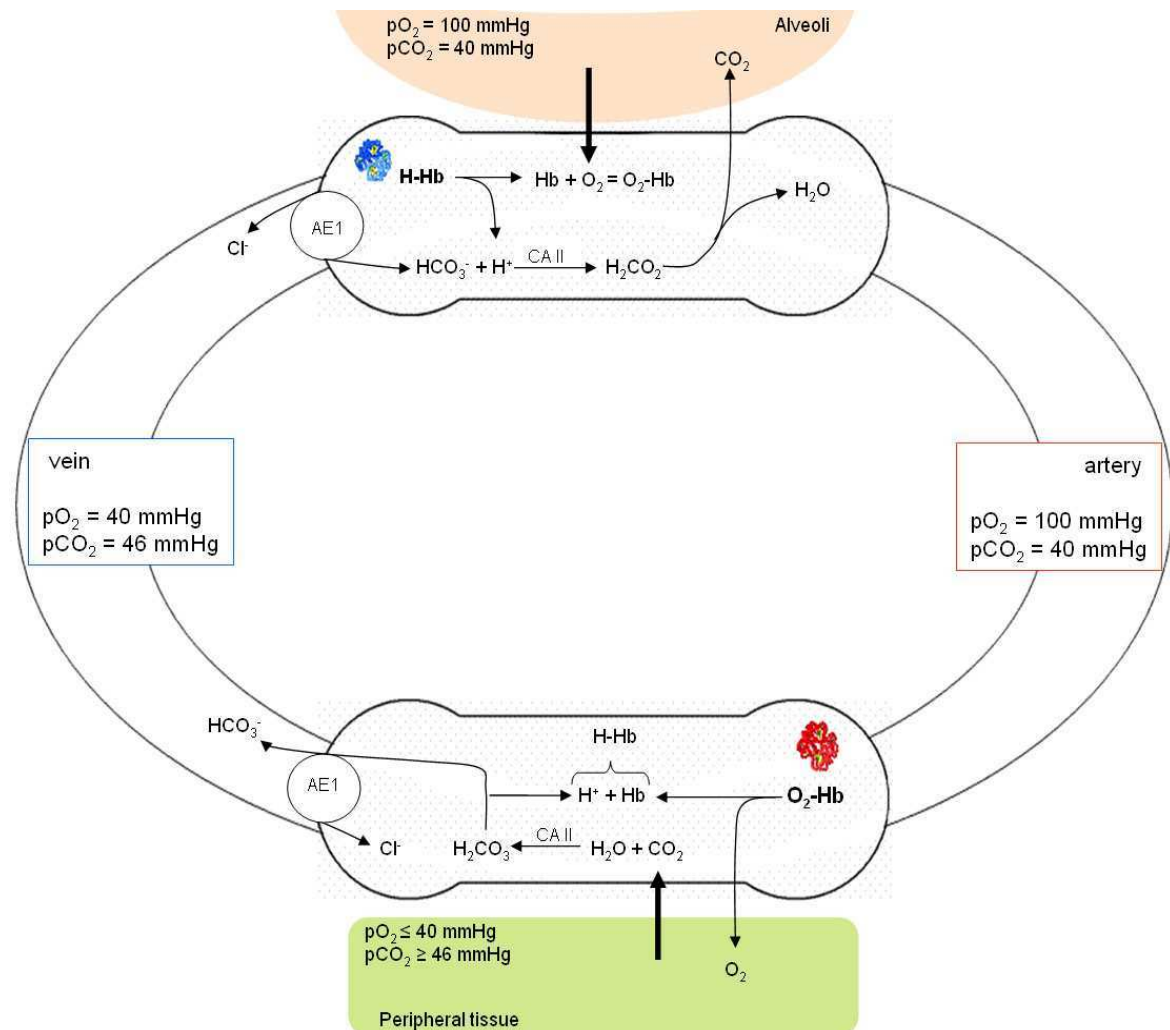 pO₂ = 100 mmHg
pCO₂ = 40 mmHg
Alveoli
CO₂
H-Hb
Hb + O₂ = O₂-Hb
H₂O
AE1
Cl⁻
HCO₃⁻ + H⁺
CA II
H₂CO₂
vein
pO₂ = 40 mmHg
pCO₂ = 46 mmHg
artery
pO₂ = 100 mmHg
pCO₂ = 40 mmHg
HCO₃⁻
H-Hb
AE1
H⁺ + Hb
O₂-Hb
Cl⁻
H₂CO₃
CA II
H₂O + CO₂
pO₂ ≤ 40 mmHg
pCO₂ ≥ 46 mmHg
O₂
Peripheral tissue